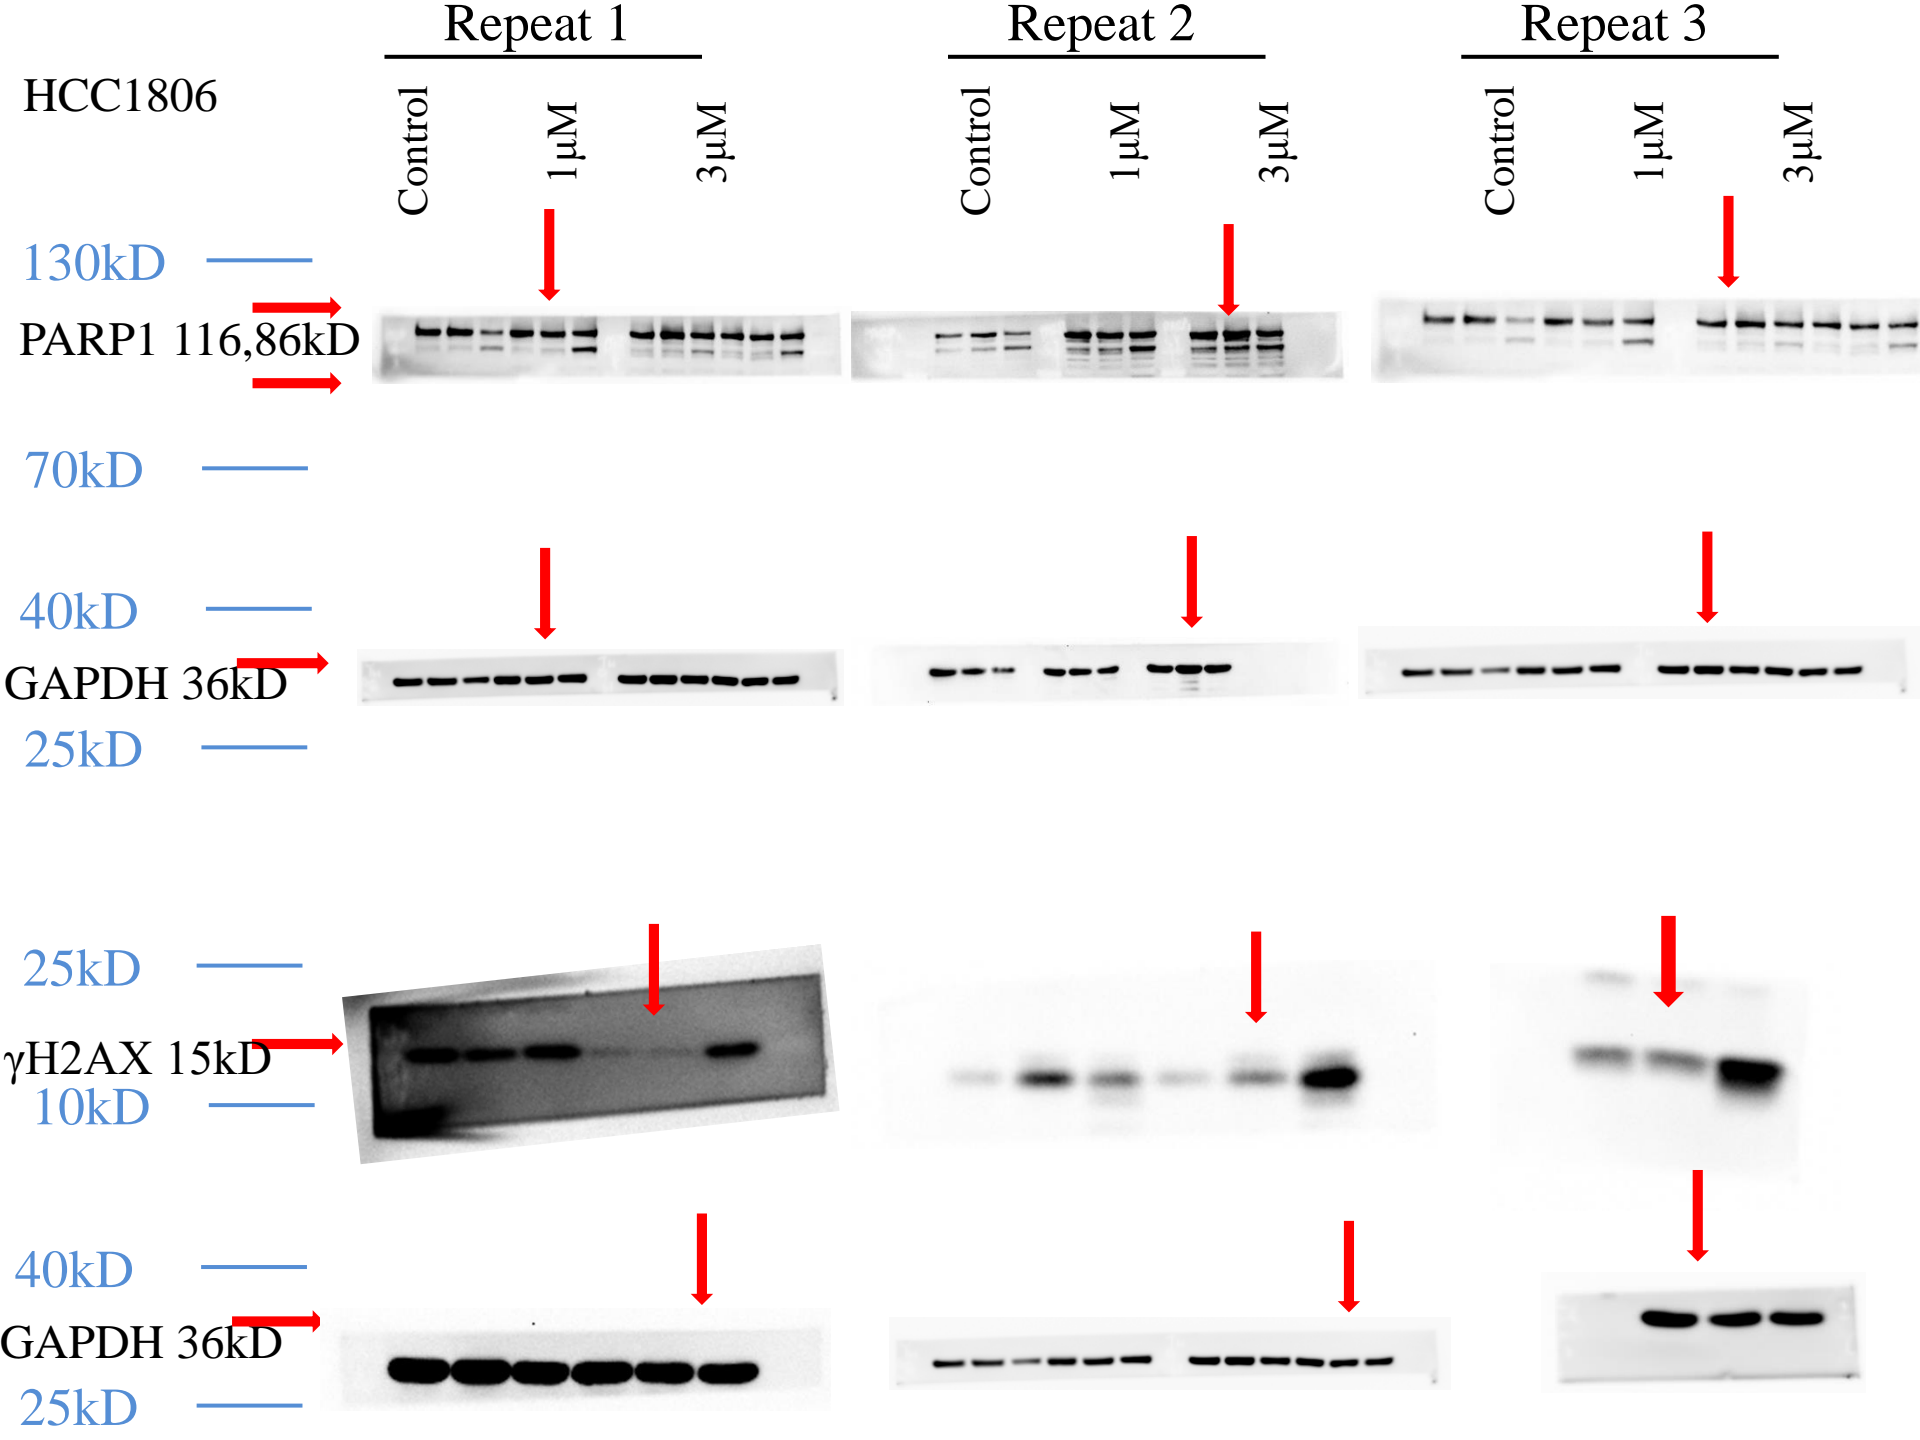 Repeat 1
Repeat 2
Repeat 3
HCC1806
Control
1μM
3μM
Control
1μM
3μM
Control
1μM
3μM
130kD
PARP1 116,86kD
70kD
40kD
GAPDH 36kD
25kD
25kD
γH2AX 15kD
10kD
40kD
GAPDH 36kD
25kD